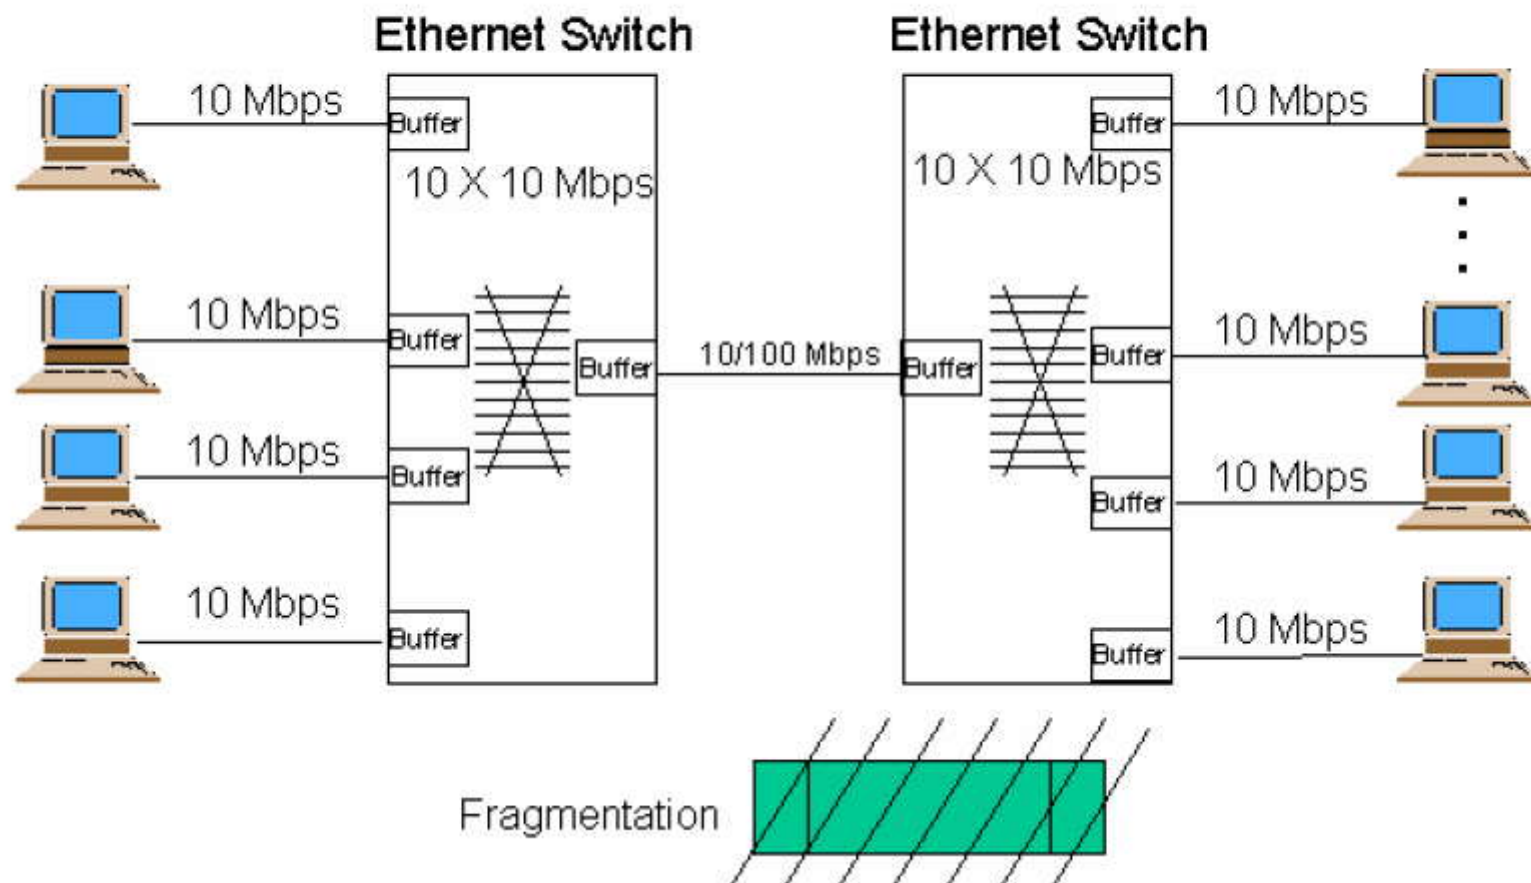 Ethernet Switch Ethernet Switch
10 Mbps Buffer Buffer 10 Mbps
10 X 10 Mbps 10 X 10 Mbps
10 Mbps Buffer Buffer 10 Mbps
Buffer 10/100 Mbps Buffer
10 Mbps Buffer Buffer 10 Mbps
10 Mbps Buffer Buffer 10 Mbps
Fragmentation